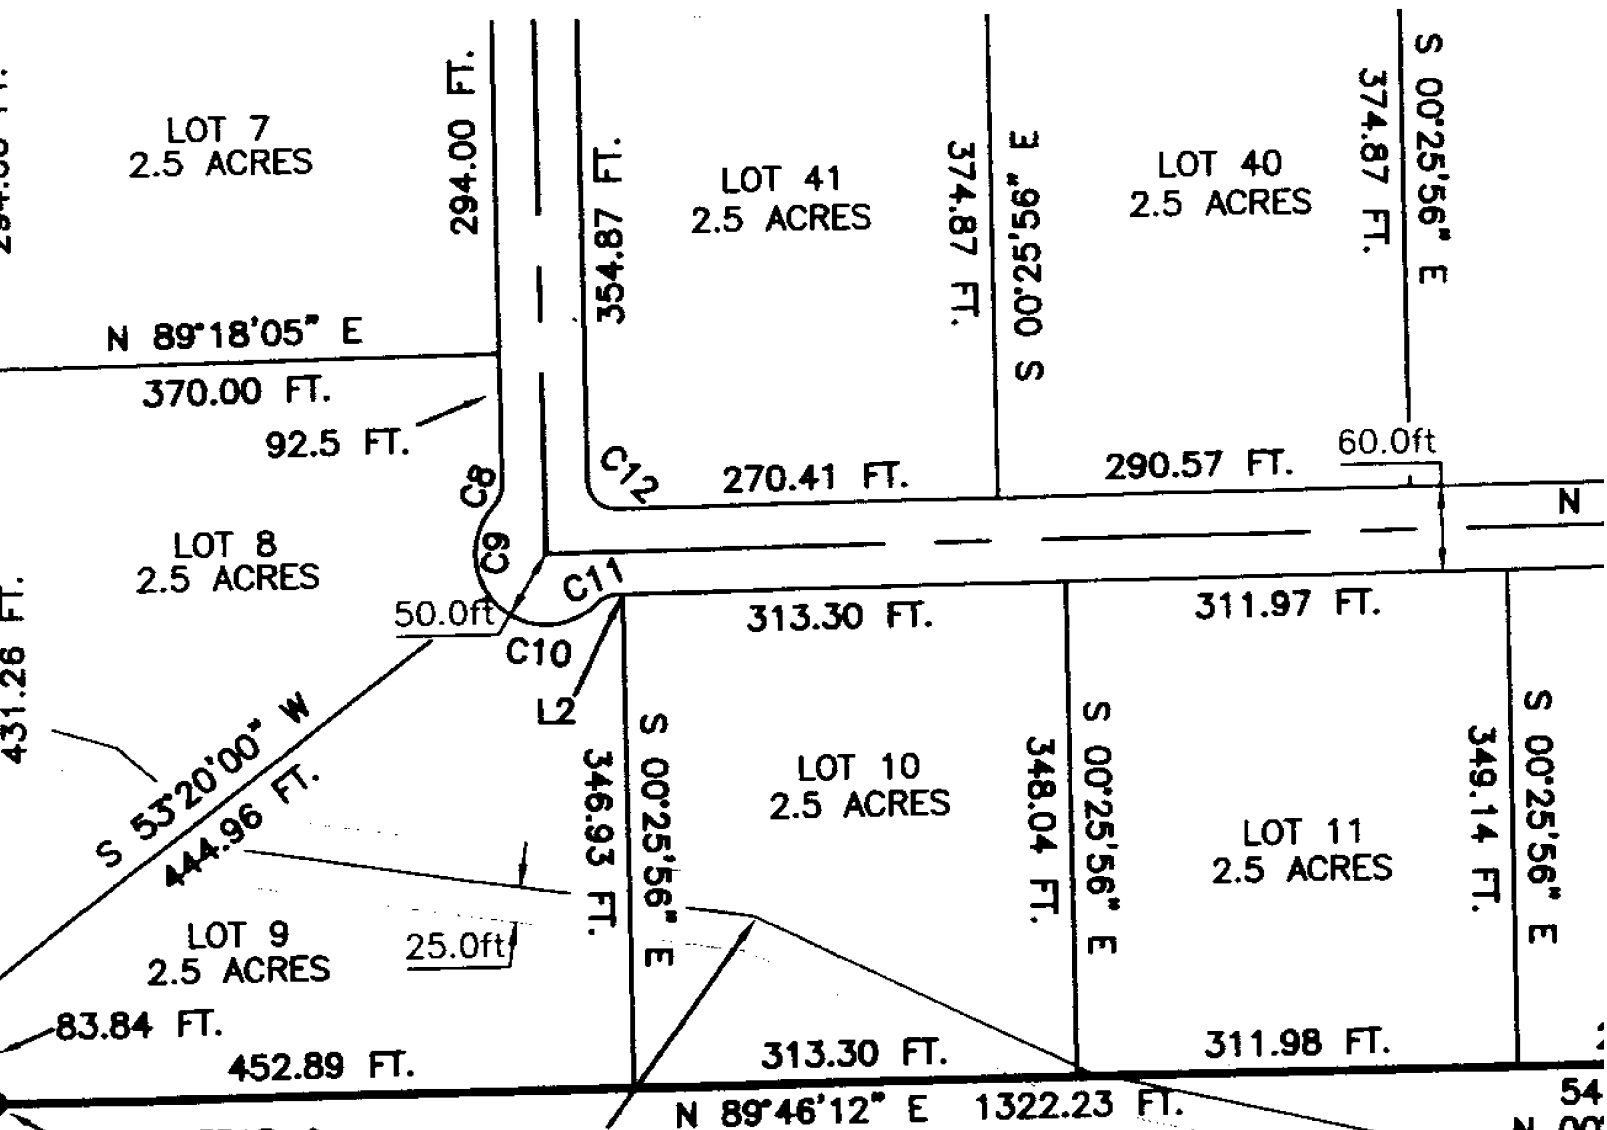 LOT 7
2.5 ACRES
294.00 FT.
354.87 FT.
LOT 41
2.5 ACRES
374.87 FT.
S 00°25'56" E
LOT 40
2.5 ACRES
374.87 FT.
S 00°25'56" E
N 89°18'05" E
370.00 FT.
92.5 FT.
C8
C12
270.41 FT.
290.57 FT.
60.0ft
N
LOT 8
2.5 ACRES
C9
C11
50.0ft
C10
L2
313.30 FT.
311.97 FT.
431.26 FT.
S 53°20'00" W
444.96 FT.
346.93 FT.
S 00°25'56" E
LOT 10
2.5 ACRES
348.04 FT.
S 00°25'56" E
LOT 11
2.5 ACRES
349.14 FT.
S 00°25'56" E
LOT 9
2.5 ACRES
25.0ft
83.84 FT.
452.89 FT.
313.30 FT.
311.98 FT.
N 89°46'12" E 1322.23 FT.
54